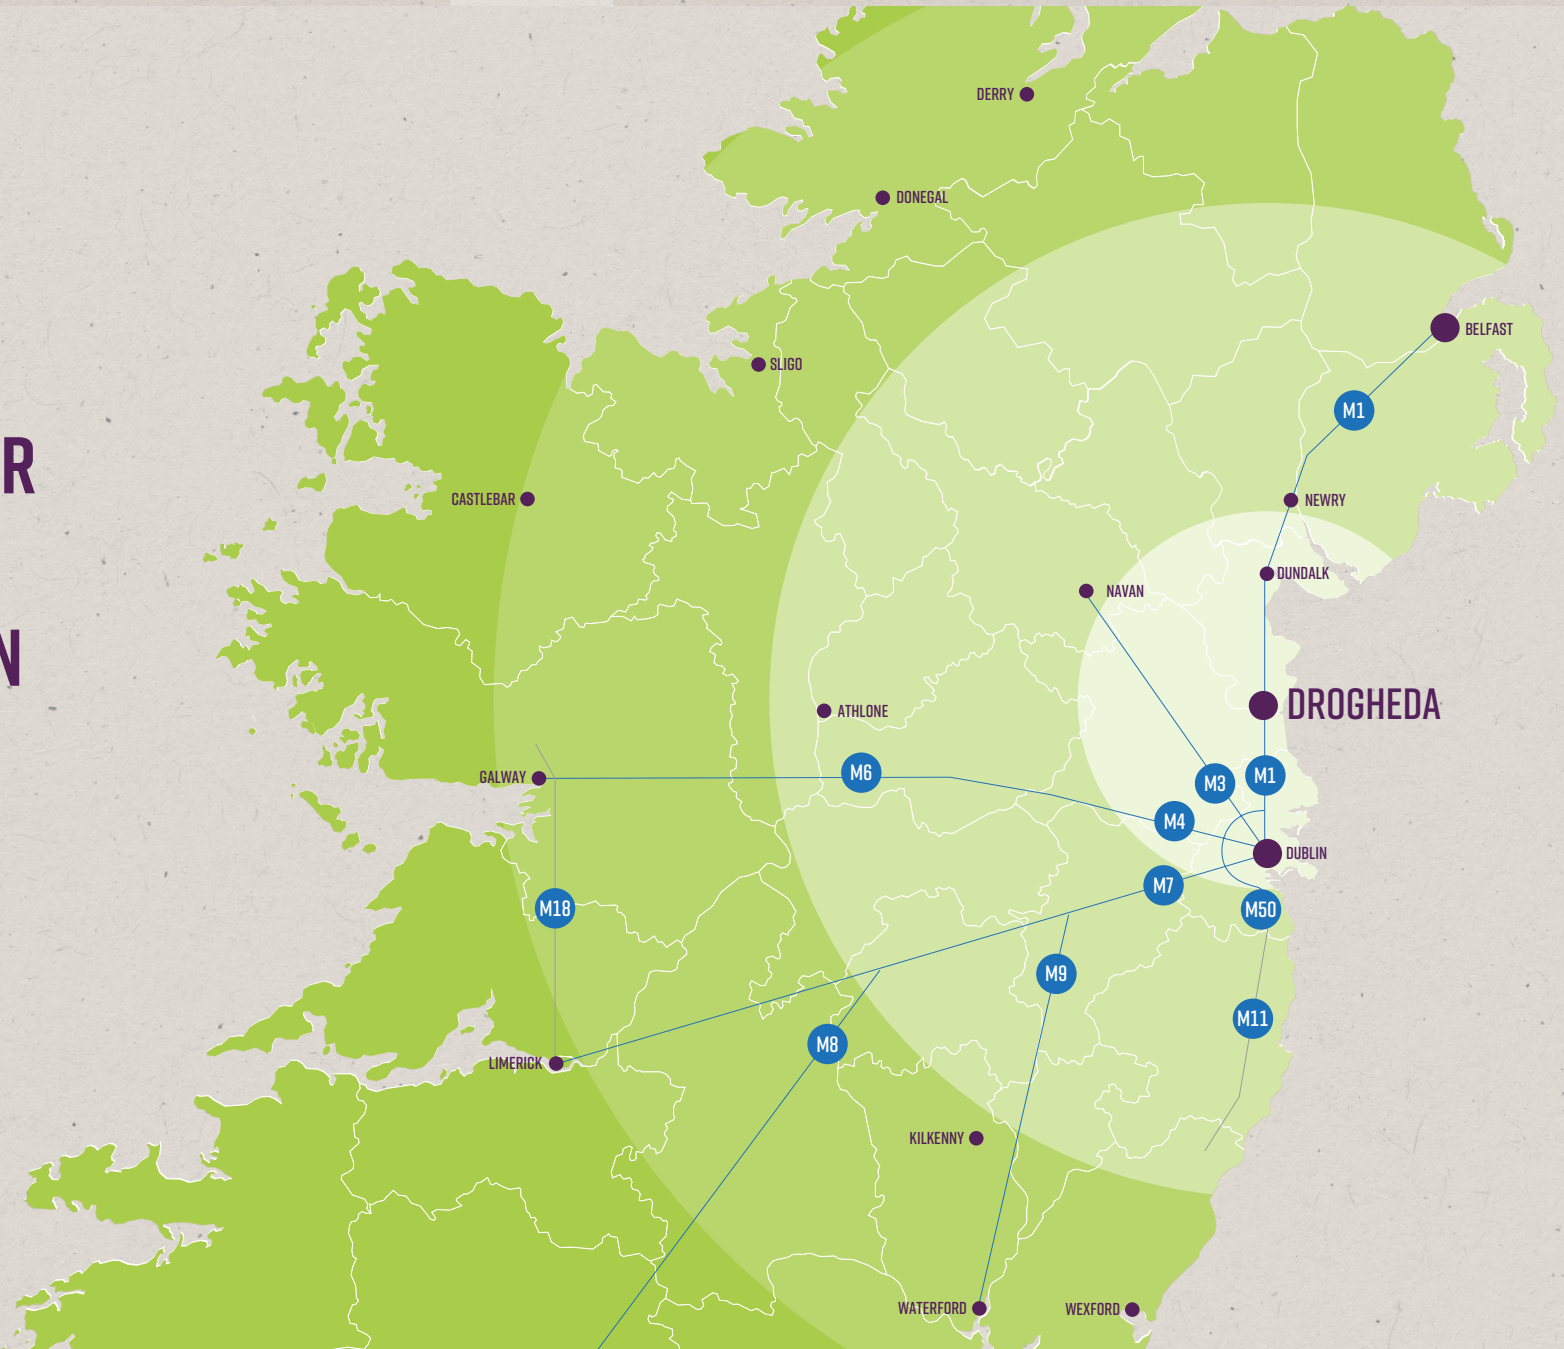 DERRY
DONEGAL
BELFAST
SLIGO
M1
R
CASTLEBAR
NEWRY
DUNDALK
NAVAN
N
DROGHEDA
ATHLONE
GALWAY
M6
M3
M1
M4
DUBLIN
M7
M18
M50
M9
M11
M8
LIMERICK
KILKENNY
WATERFORD
WEXFORD